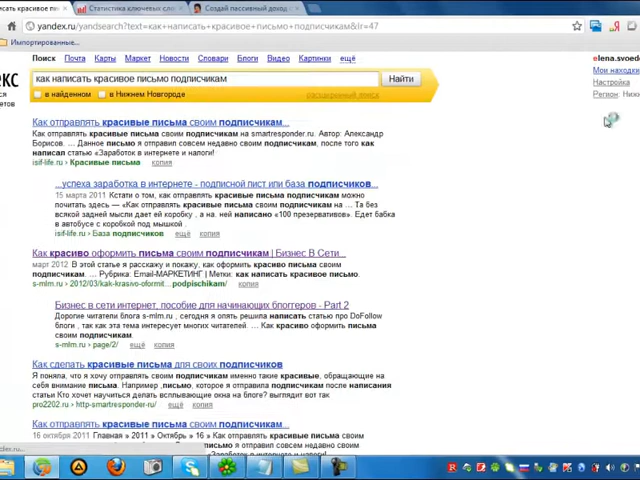 Статистика ключевых сло
Создай пассивный доход
yandex.ru/yandsearch?text=как+написать+красивое+письмо+подписчикам&lr=47
Импортированные...
Поиск Почта Карты Маркет Новости Словари Блоги Видео Картинки ещё
elena.svoed
как написать красивое письмо подписчикам
Найти
Мои находки
Настройка
в найденном в Нижнем Новгороде расширенный поиск
Регион: Ниж
Как отправлять красивые письма своим подписчикам...
Как отправлять красивые письма своим подписчикам на smartresponder.ru. Автор: Александр
Борисов. ... Данное письмо я отправил совсем недавно своим подписчикам, после того как
написал статью «Заработок в интернете и налоги!
isif-life.ru › Красивые письма копия
...успеха заработка в интернете - подписной лист или база подписчиков...
15 марта 2011 Кстати о том, как отправлять красивые письма подписчикам можно
почитать здесь — «Как отправлять красивые письма своим подписчикам на ... Та без
всякой задней мысли дает ей коробку , а на ней написано «100 презервативов». Едет бабка
в автобусе с коробкой под мышкой .
isif-life.ru › База подписчиков ещё копия
Как красиво оформить письма своим подписчикам | Бизнес В Сети...
март 2012 В этой статье я расскажу и покажу, как оформить красиво письма своим
подписчикам. ... Рубрика: Email-МАРКЕТИНГ | Метки: как написать красивое письмо.
s-mlm.ru › 2012/03/kak-krasivo-oformit-...podpischikam/ копия
Бизнес в сети интернет, пособие для начинающих блоггеров - Part 2
Дорогие читатели блога s-mlm.ru , сегодня я опять решила написать статью про DoFollow
блоги , так как эта тема интересует многих читателей. ... Как красиво оформить письма
своим подписчикам.
s-mlm.ru › page/2/ ещё копия
Как сделать красивые письма для своих подписчиков
Я поняла, что я хочу отправлять своим подписчикам именно такие красивые, обращающие на
себя внимание письма. Например ,письмо, которое я отправила подписчикам после написания
статьи Кто хочет научиться делать всплывающие окна на блоге? выглядит вот так
pro2202.ru › http-smartresponder-ru/ ещё копия
Как отправлять красивые письма своим подписчикам...
16 октября 2011 Главная » 2011 » Октябрь » 16 » Как отправлять красивые письма своим